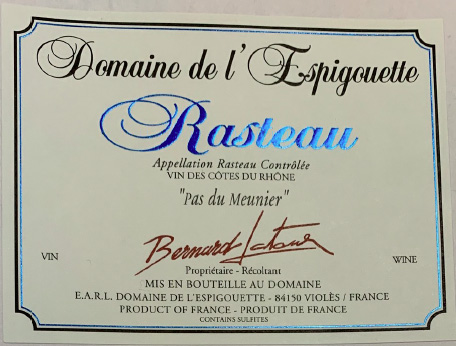 Domaine de l' Espigouette
Rasteau
Appellation Rasteau Contrôlée
VIN DES CÔTES DU RHÔNE
"Pas du Meunier"
Bernard Latour
Propriétaire - Récoltant
VIN
WINE
MIS EN BOUTEILLE AU DOMAINE
E.A.R.L. DOMAINE DE L'ESPIGOUETTE - 84150 VIOLÈS / FRANCE
PRODUCT OF FRANCE - PRODUIT DE FRANCE
CONTAINS SULFITES